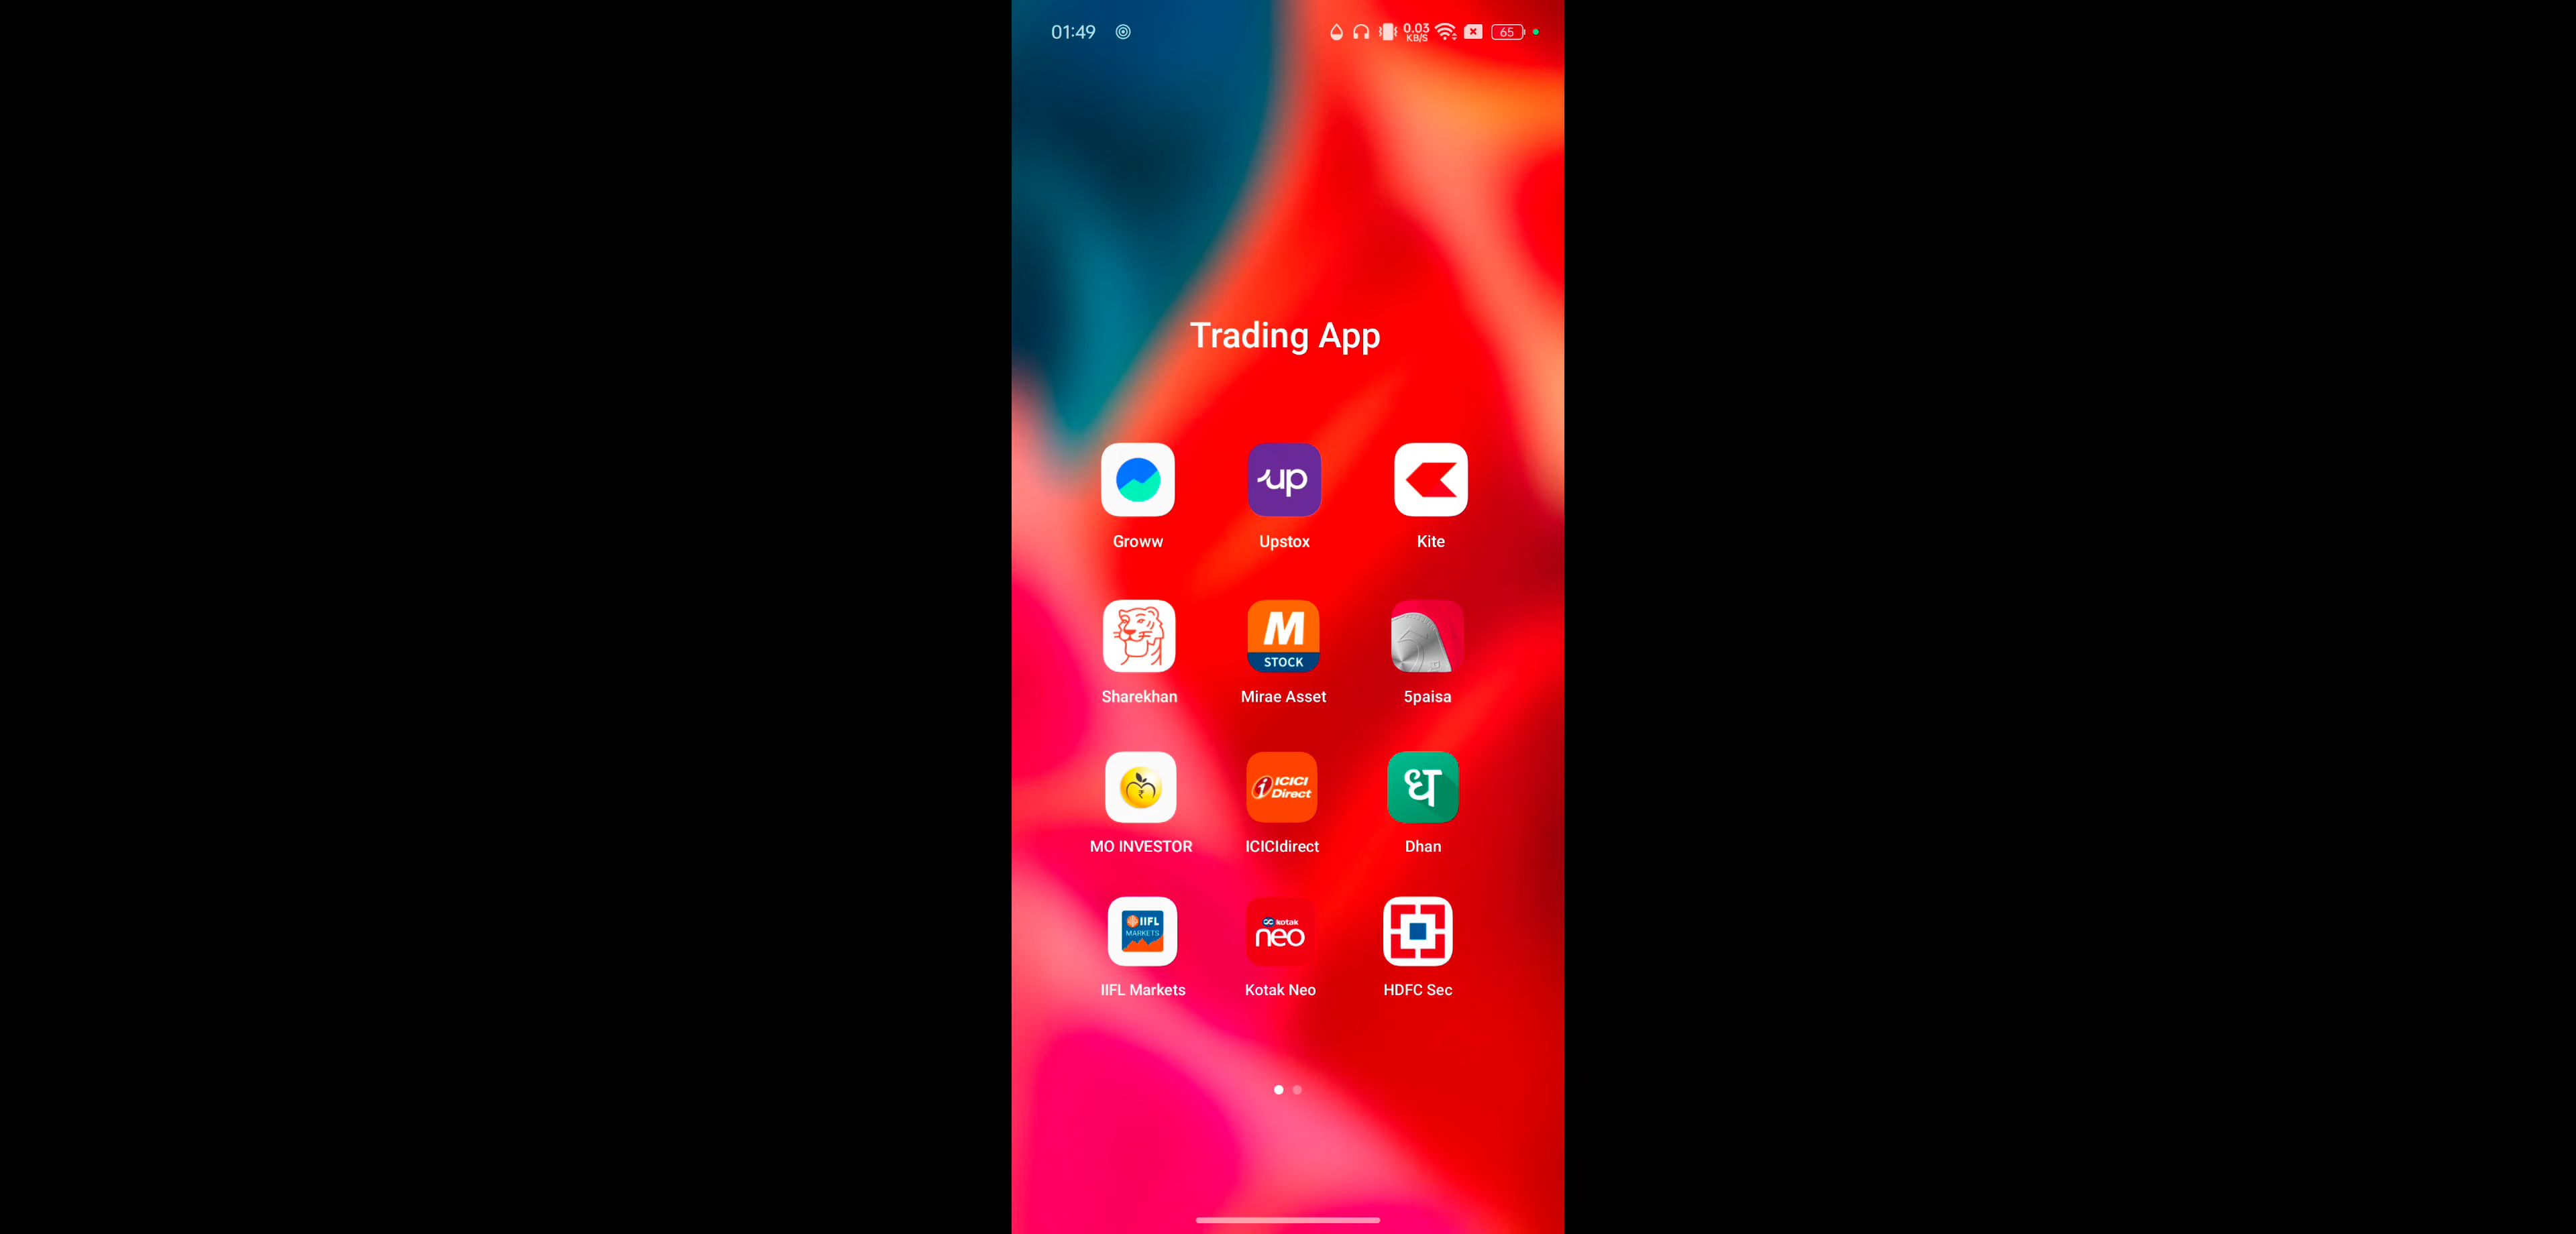 01:49
0.03
KB/S
65
Trading App
up
Groww
Upstox
Kite
M
STOCK
Sharekhan
Mirae Asset
5paisa
₹
i ICICI
Direct
ध
MO INVESTOR
ICICIdirect
Dhan
IIFL
MARKETS
kotak
neo
IIFL Markets
Kotak Neo
HDFC Sec